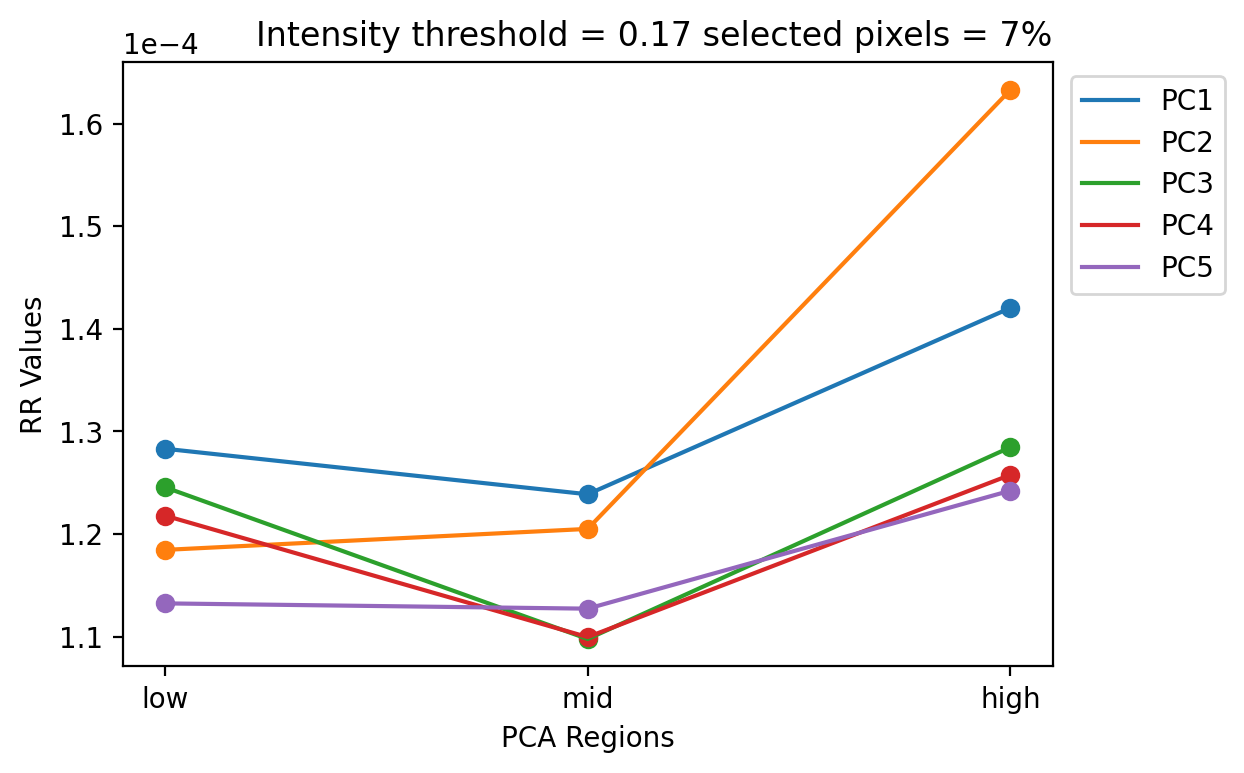 Intensity threshold = 0.17 selected pixels = 7%
1e−4
1.6
1.5
1.4
1.3
1.2
1.1
RR Values
low
mid
high
PCA Regions
PC1
PC2
PC3
PC4
PC5